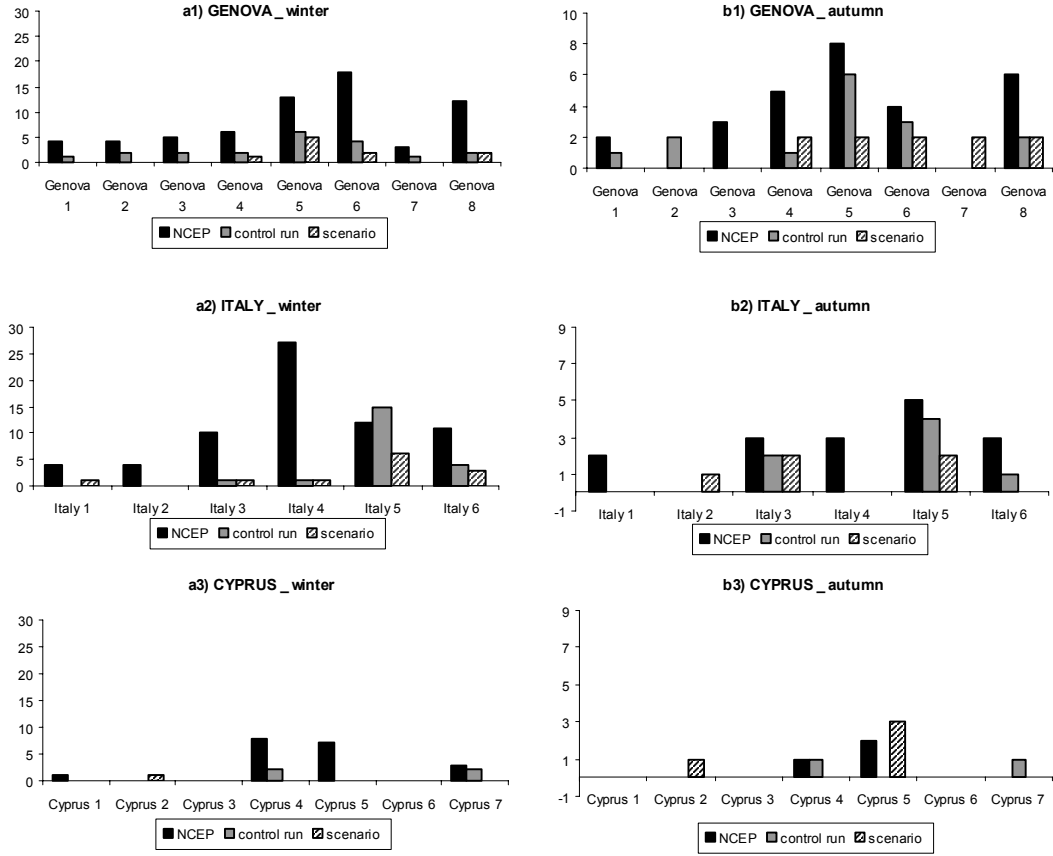 a1) GENOVA _ winter
30
25
20
15
10
5
0
Genova 1
Genova 2
Genova 3
Genova 4
Genova 5
Genova 6
Genova 7
Genova 8
NCEP control run scenario
b1) GENOVA _ autumn
10
8
6
4
2
0
Genova 1
Genova 2
Genova 3
Genova 4
Genova 5
Genova 6
Genova 7
Genova 8
NCEP control run scenario
a2) ITALY _ winter
30
25
20
15
10
5
0
Italy 1 Italy 2 Italy 3 Italy 4 Italy 5 Italy 6
NCEP control run scenario
b2) ITALY _ autumn
9
7
5
3
1
-1
Italy 1 Italy 2 Italy 3 Italy 4 Italy 5 Italy 6
NCEP control run scenario
a3) CYPRUS _ winter
30
25
20
15
10
5
0
Cyprus 1 Cyprus 2 Cyprus 3 Cyprus 4 Cyprus 5 Cyprus 6 Cyprus 7
NCEP control run scenario
b3) CYPRUS _ autumn
9
7
5
3
1
-1
Cyprus 1 Cyprus 2 Cyprus 3 Cyprus 4 Cyprus 5 Cyprus 6 Cyprus 7
NCEP control run scenario